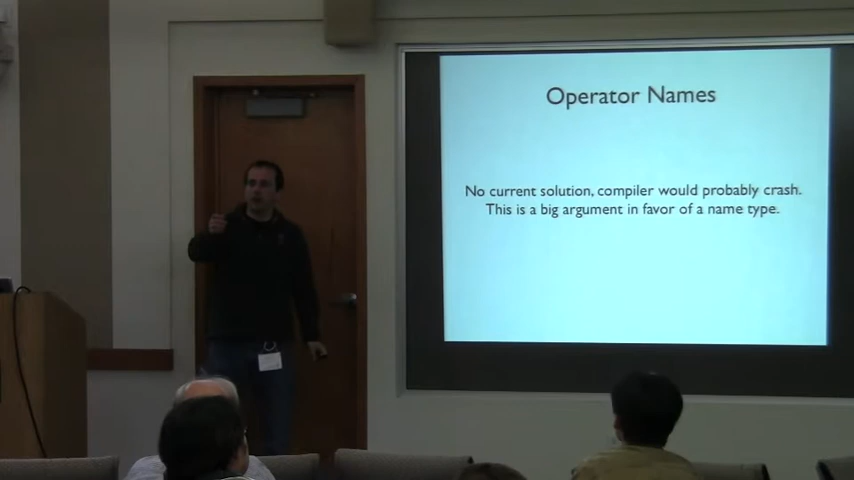 Operator Names
No current solution, compiler would probably crash.
This is a big argument in favor of a name type.